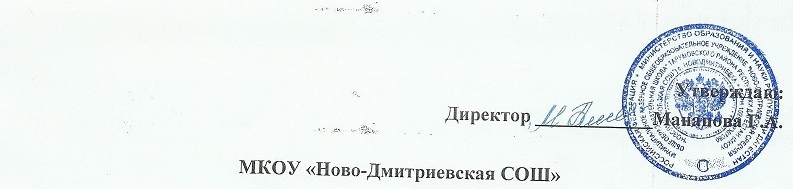 Утверждаю:
Директор Манапова Г.А.
МКОУ «Ново-Дмитриевская СОШ»